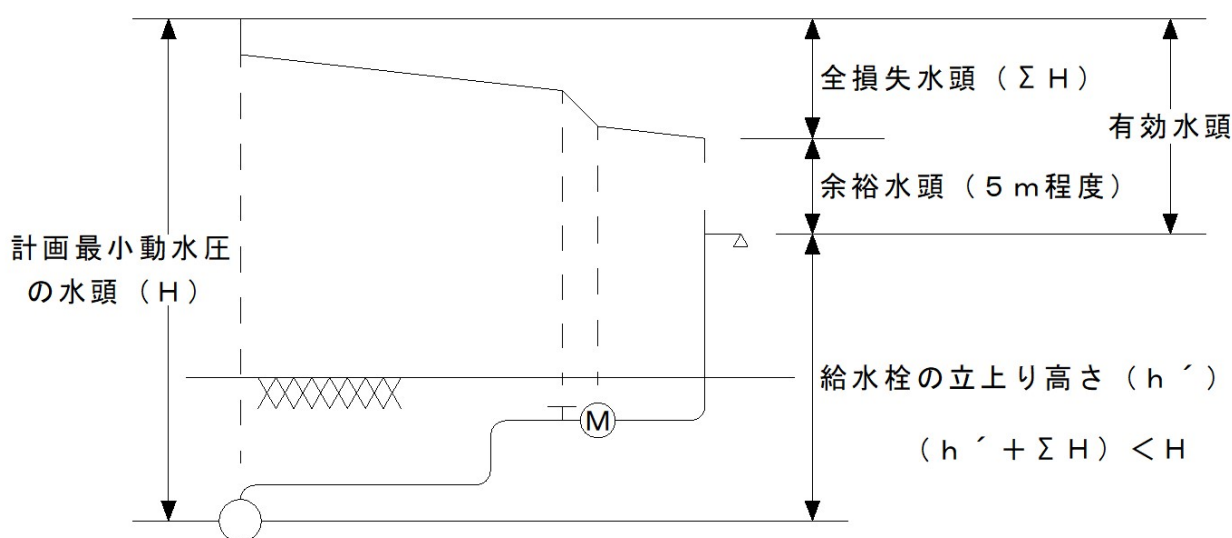 全損失水頭（ΣH）
有効水頭
余裕水頭（5m程度）
計画最小動水圧
の水頭（H）
給水栓の立上り高さ（h´）
（h´＋ΣH）＜H
M